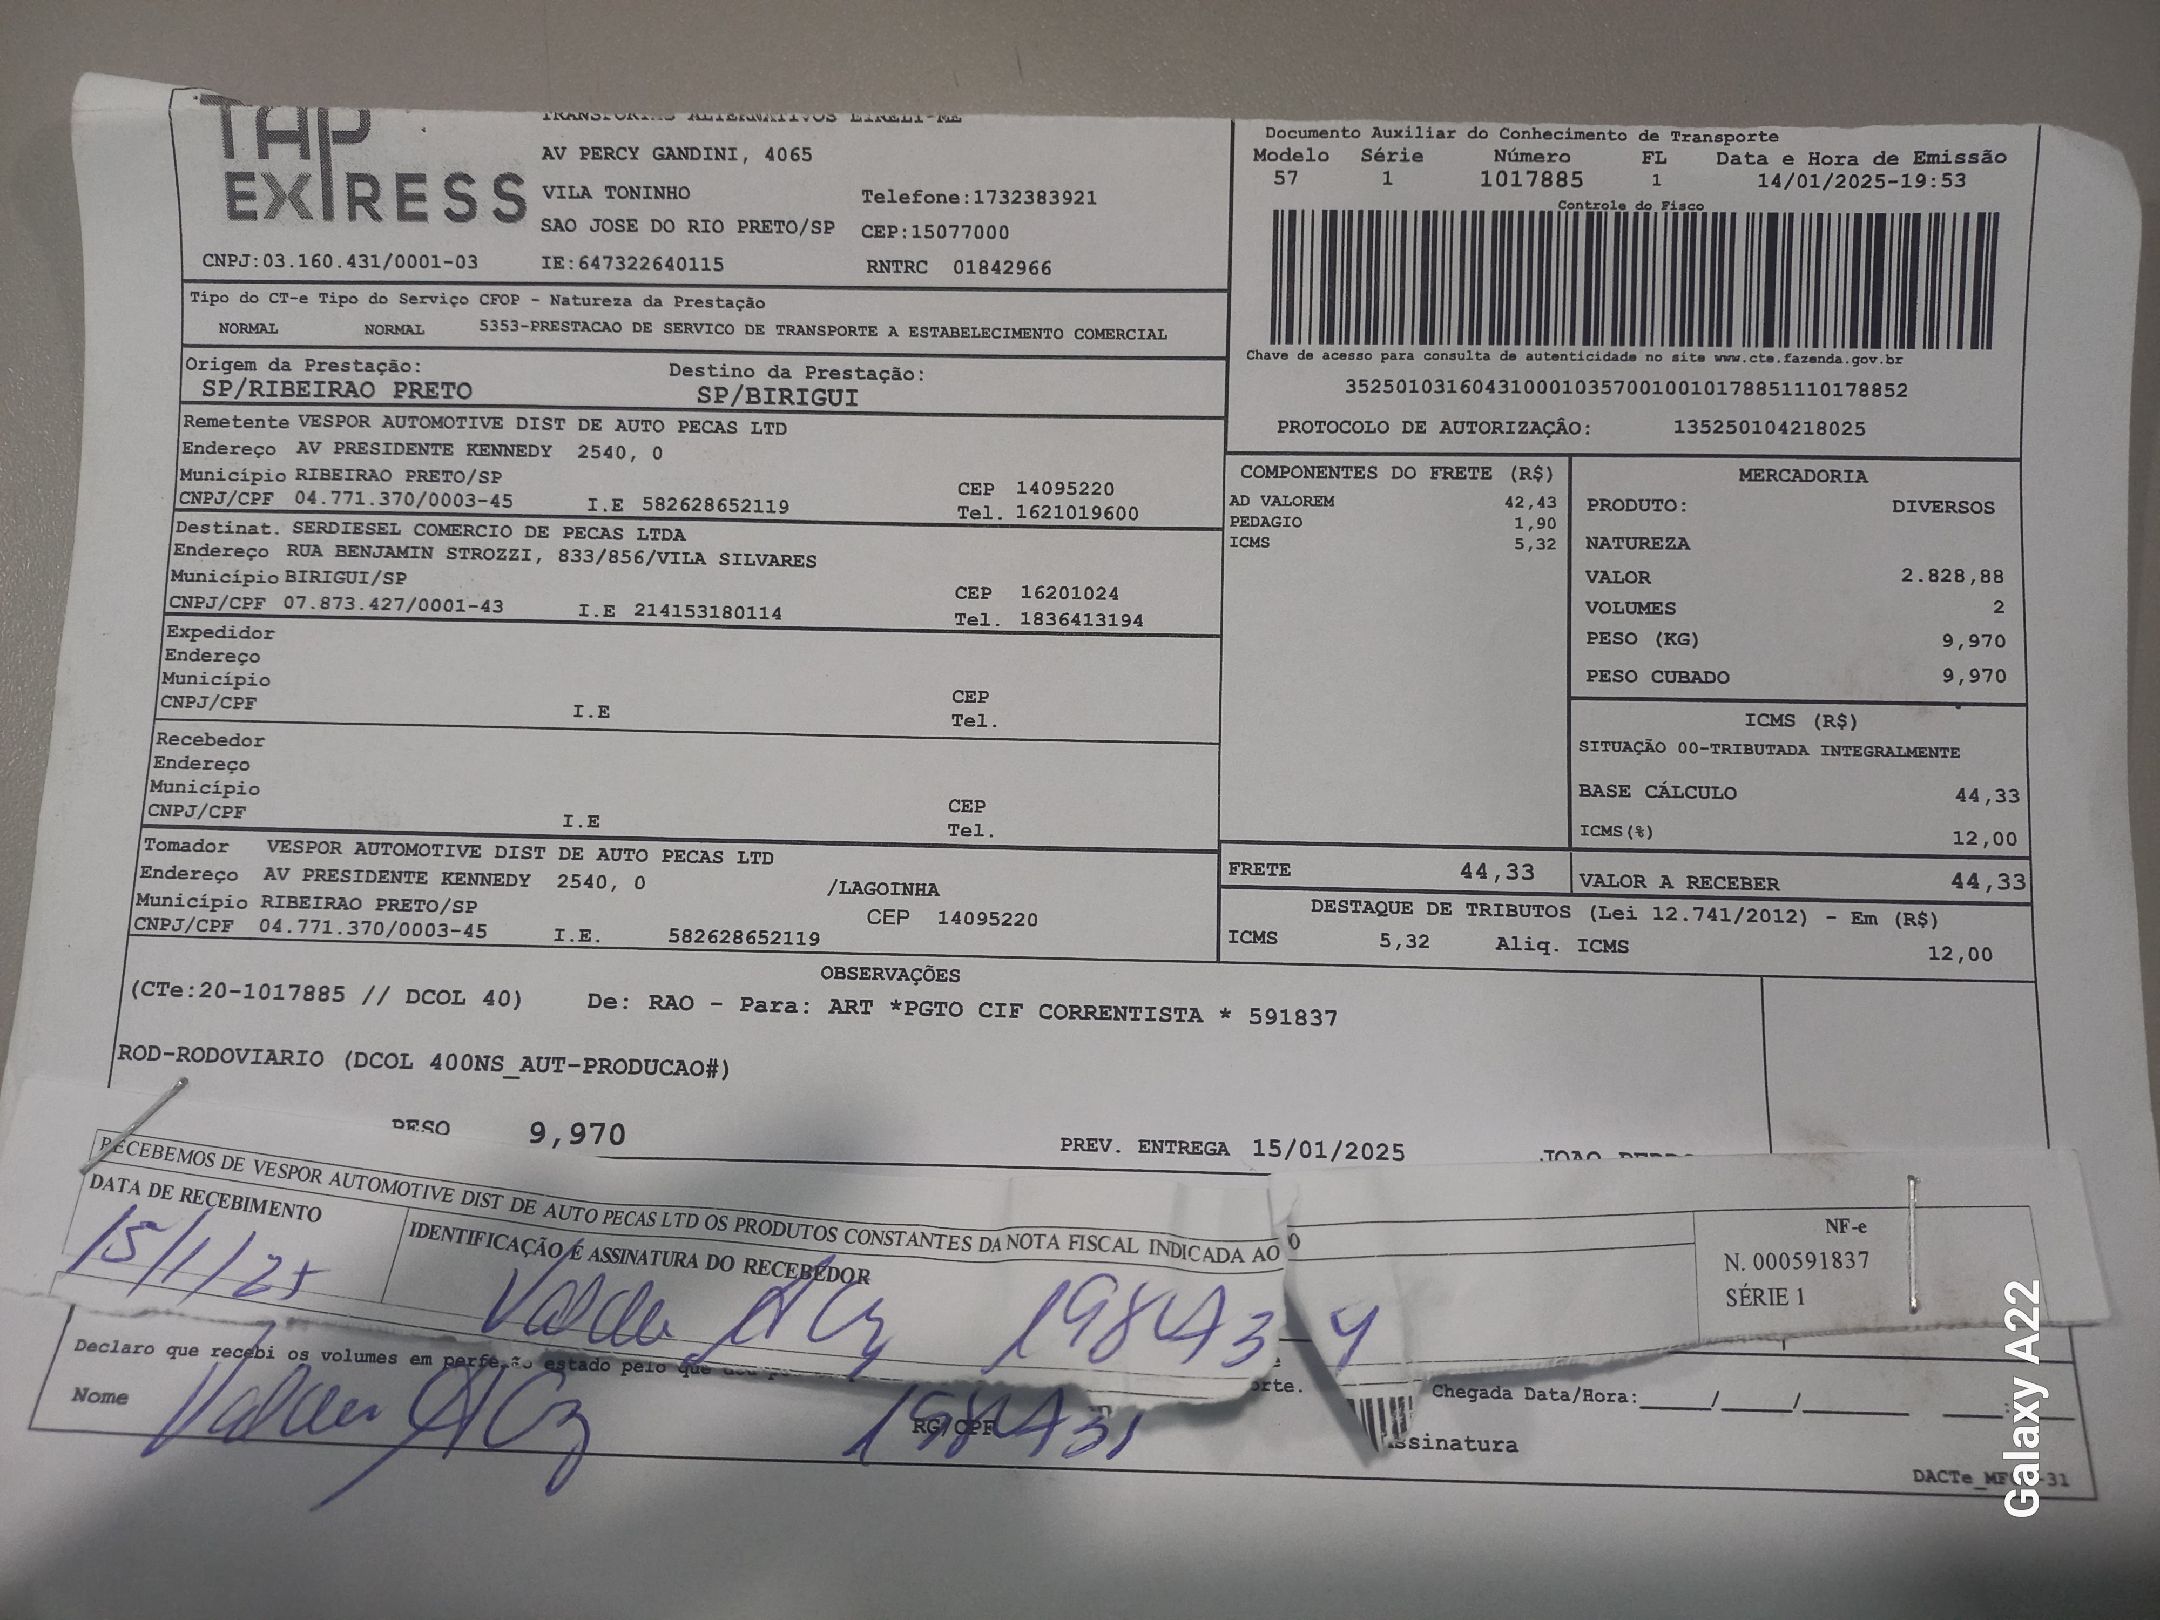 TAP
EXPRESS
TRANSPORTAS ALTERNATIVOS EIRELI-ME
AV PERCY GANDINI, 4065
VILA TONINHO Telefone:1732383921
SAO JOSE DO RIO PRETO/SP CEP:15077000
CNPJ:03.160.431/0001-03 IE:647322640115 RNTRC 01842966
Documento Auxiliar do Conhecimento de Transporte
Modelo Série Número FL Data e Hora de Emissão
57 1 1017885 1 14/01/2025-19:53
Controle do Fisco
Chave de acesso para consulta de autenticidade no site www.cte.fazenda.gov.br
35250103160431000103570010010178851110178852
PROTOCOLO DE AUTORIZAÇÂO: 135250104218025
Tipo do CT-e Tipo do Serviço CFOP - Natureza da Prestação
NORMAL NORMAL 5353-PRESTACAO DE SERVICO DE TRANSPORTE A ESTABELECIMENTO COMERCIAL
Origem da Prestação: Destino da Prestação:
SP/RIBEIRAO PRETO SP/BIRIGUI
Remetente VESPOR AUTOMOTIVE DIST DE AUTO PECAS LTD
Endereço AV PRESIDENTE KENNEDY 2540, 0
Município RIBEIRAO PRETO/SP CEP 14095220
CNPJ/CPF 04.771.370/0003-45 I.E 582628652119 Tel. 1621019600
Destinat. SERDIESEL COMERCIO DE PECAS LTDA
Endereço RUA BENJAMIN STROZZI, 833/856/VILA SILVARES
Município BIRIGUI/SP CEP 16201024
CNPJ/CPF 07.873.427/0001-43 I.E 214153180114 Tel. 1836413194
Expedidor
Endereço
Município CEP
CNPJ/CPF I.E Tel.
Recebedor
Endereço
Município CEP
CNPJ/CPF I.E Tel.
Tomador VESPOR AUTOMOTIVE DIST DE AUTO PECAS LTD
Endereço AV PRESIDENTE KENNEDY 2540, 0 /LAGOINHA
Município RIBEIRAO PRETO/SP CEP 14095220
CNPJ/CPF 04.771.370/0003-45 I.E. 582628652119
COMPONENTES DO FRETE (R$)
AD VALOREM 42,43
PEDAGIO 1,90
ICMS 5,32
MERCADORIA
PRODUTO: DIVERSOS
NATUREZA
VALOR 2.828,88
VOLUMES 2
PESO (KG) 9,970
PESO CUBADO 9,970
ICMS (R$)
SITUAÇÃO 00-TRIBUTADA INTEGRALMENTE
BASE CÁLCULO 44,33
ICMS(%) 12,00
FRETE 44,33 VALOR A RECEBER 44,33
DESTAQUE DE TRIBUTOS (Lei 12.741/2012) - Em (R$)
ICMS 5,32 Aliq. ICMS 12,00
OBSERVAÇÕES
(CTe:20-1017885 // DCOL 40) De: RAO - Para: ART *PGTO CIF CORRENTISTA * 591837
ROD-RODOVIARIO (DCOL 400NS_AUT-PRODUCAO#)
PESO 9,970 PREV. ENTREGA 15/01/2025 JOAO
RECEBEMOS DE VESPOR AUTOMOTIVE DIST DE AUTO PECAS LTD OS PRODUTOS CONSTANTES DA NOTA FISCAL INDICADA AO
DATA DE RECEBIMENTO IDENTIFICAÇÃO E ASSINATURA DO RECEBEDOR
15/1/25
NF-e
N. 000591837
SÉRIE 1
Declaro que recebi os volumes em perfeito estado pelo que
Nome RG/CPF
Chegada Data/Hora:____/____/______ ____:____
ssinatura
Galaxy A22